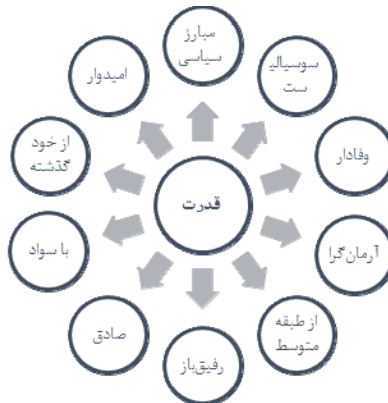 مبارز
سیاسی
سوسیالی
ست
وفادار
آرمان‌گرا
از طبقه
متوسط
رفیق‌باز
صادق
با سواد
از خود
گذشته
امیدوار
قدرت